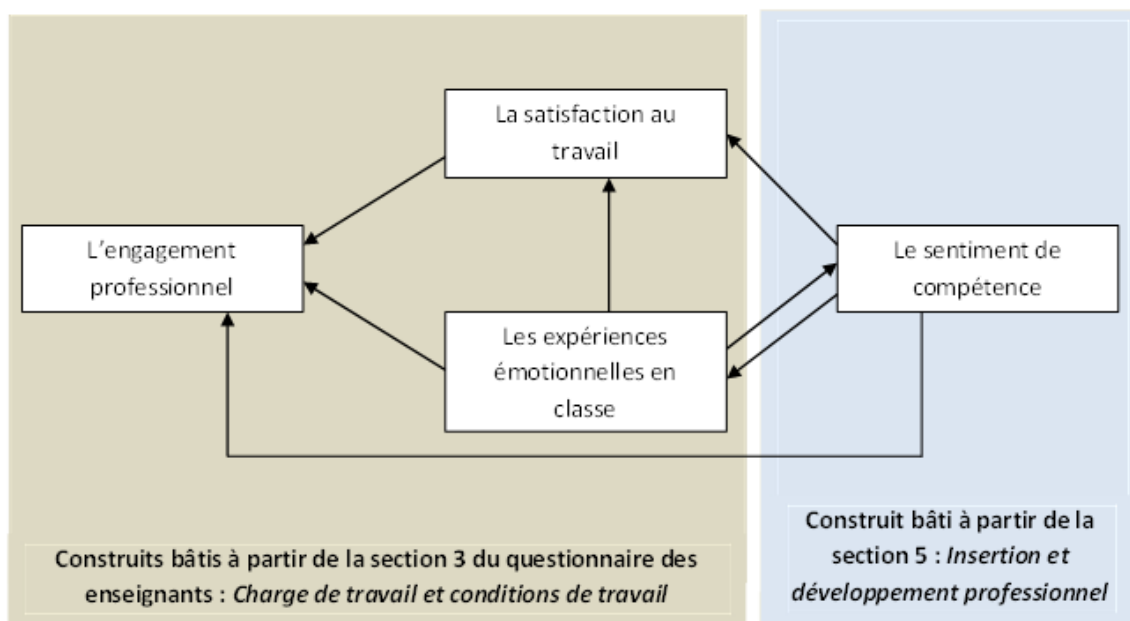 La satisfaction au
travail
L'engagement
professionnel
Le sentiment de
compétence
Les expériences
émotionnelles en
classe
Construits bâtis à partir de la section 3 du questionnaire des
enseignants : Charge de travail et conditions de travail
Construit bâti à partir de la
section 5 : Insertion et
développement professionnel